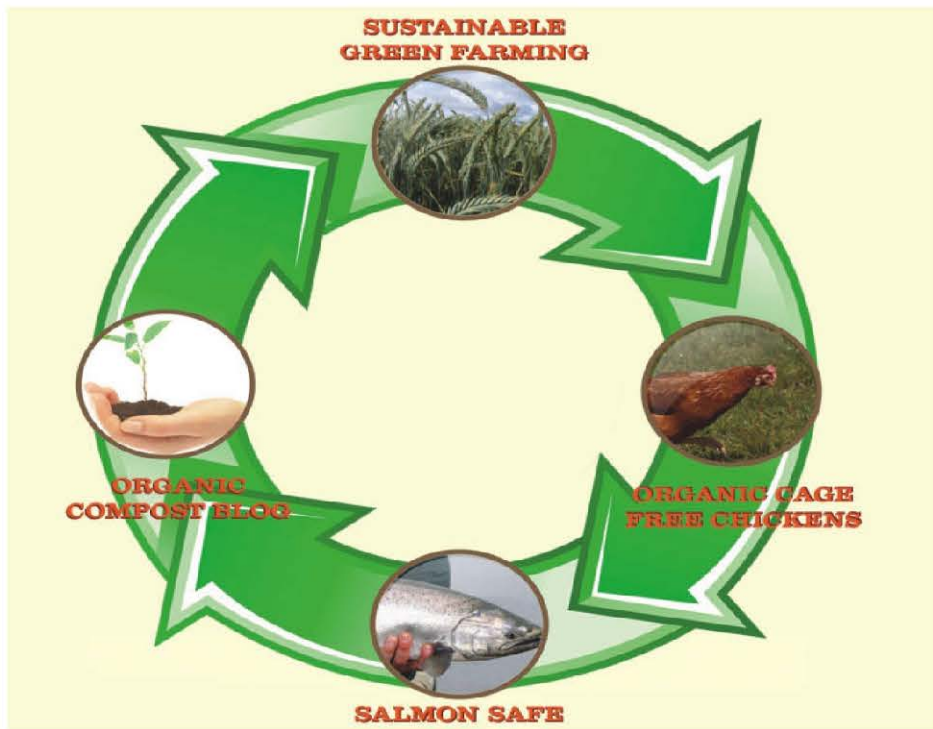 SUSTAINABLE
GREEN FARMING
ORGANIC
COMPOST BLOG
ORGANIC CAGE
FREE CHICKENS
SALMON SAFE